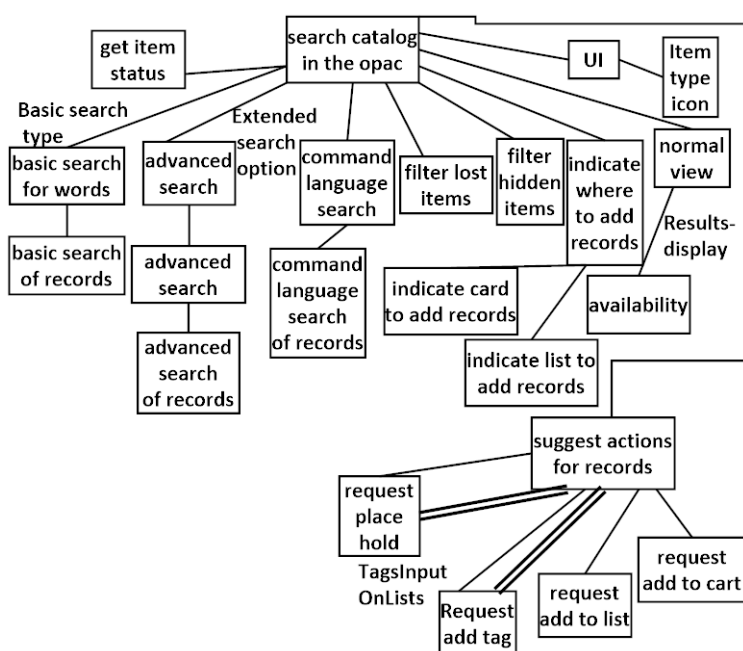 get item
status
search catalog
in the opac
UI
Item
type
icon
Basic search
type
Extended
search
option
basic search
for words
advanced
search
command
language
search
filter lost
items
filter
hidden
items
indicate
where
to add
records
normal
view
Results-
display
basic search
of records
advanced
search
command
language
search
of records
indicate card
to add records
availability
advanced
search
of records
indicate list to
add records
suggest actions
for records
request
place
hold
TagsInput
OnLists
Request
add tag
request
add to list
request
add to cart